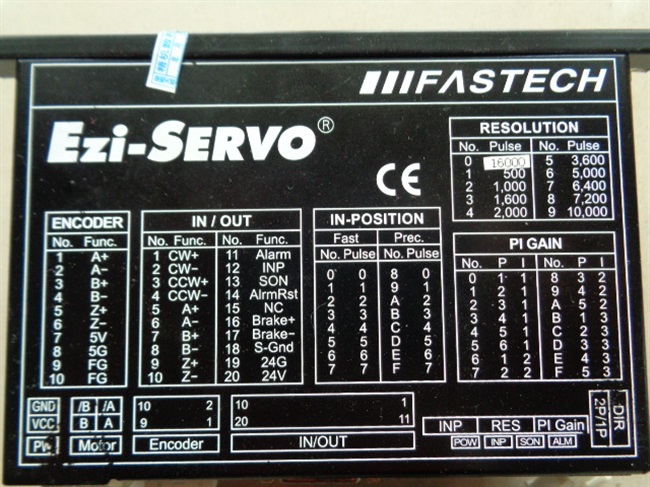 FASTECH
Ezi-SERVO®
CE
RESOLUTION
No. Pulse No. Pulse
0 16000 5 3,600
1 500 6 5,000
2 1,000 7 6,400
3 1,600 8 7,200
4 2,000 9 10,000
ENCODER
No. Func.
1 A+
2 A−
3 B+
4 B−
5 Z+
6 Z−
7 5V
8 5G
9 FG
10 FG
IN / OUT
No. Func. No. Func.
1 CW+ 11 Alarm
2 CW− 12 INP
3 CCW+ 13 SON
4 CCW− 14 AlrmRst
5 A+ 15 NC
6 A− 16 Brake+
7 B+ 17 Brake−
8 B− 18 S-Gnd
9 Z+ 19 24G
10 Z− 20 24V
IN-POSITION
Fast Prec.
No. Pulse No. Pulse
0 0 8 0
1 1 9 1
2 2 A 2
3 3 B 3
4 4 C 4
5 5 D 5
6 6 E 6
7 7 F 7
PI GAIN
No. P I No. P I
0 1 1 8 3 2
1 2 1 9 4 2
2 3 1 A 5 2
3 4 1 B 1 3
4 5 1 C 2 3
5 6 1 D 3 3
6 1 2 E 4 3
7 2 2 F 5 3
GND /B /A 10 2 10 1
VCC B A 9 1 20 11
Motor Encoder IN/OUT
INP RES PI Gain
POW INP SON ALM
DIR
2P/1P